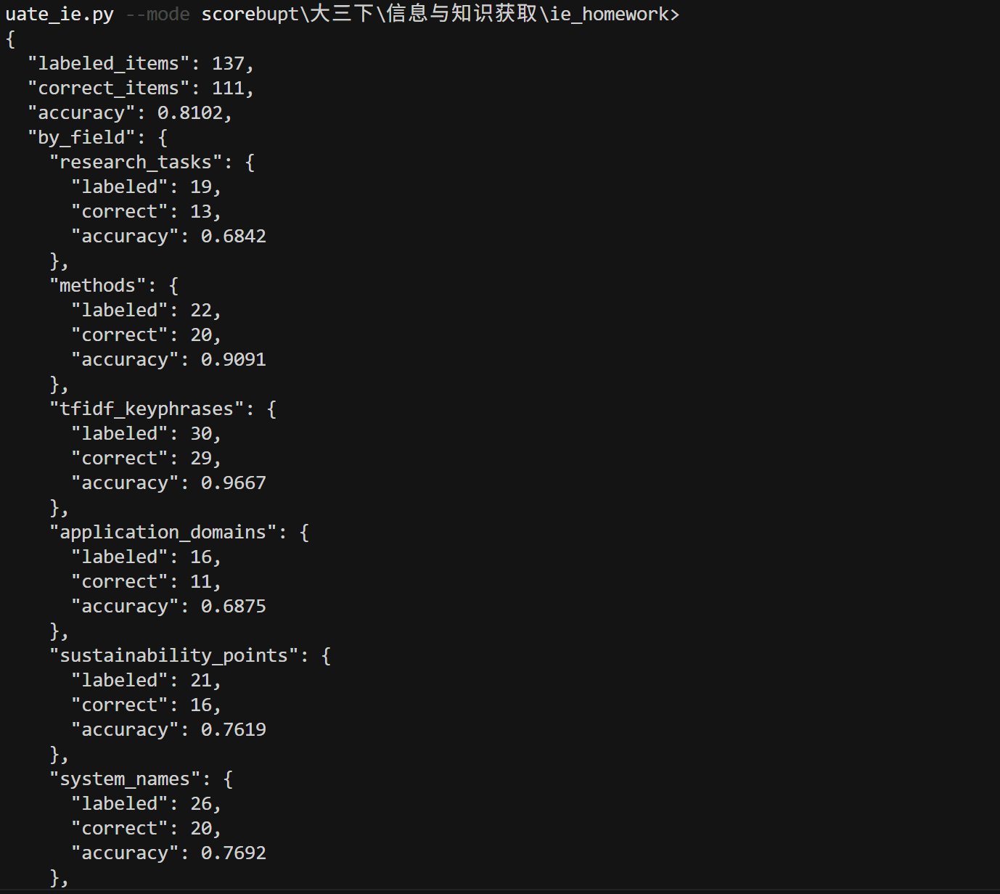 uate_ie.py --mode scorebupt\大三下\信息与知识获取\ie_homework>
{
  "labeled_items": 137,
  "correct_items": 111,
  "accuracy": 0.8102,
  "by_field": {
    "research_tasks": {
      "labeled": 19,
      "correct": 13,
      "accuracy": 0.6842
    },
    "methods": {
      "labeled": 22,
      "correct": 20,
      "accuracy": 0.9091
    },
    "tfidf_keyphrases": {
      "labeled": 30,
      "correct": 29,
      "accuracy": 0.9667
    },
    "application_domains": {
      "labeled": 16,
      "correct": 11,
      "accuracy": 0.6875
    },
    "sustainability_points": {
      "labeled": 21,
      "correct": 16,
      "accuracy": 0.7619
    },
    "system_names": {
      "labeled": 26,
      "correct": 20,
      "accuracy": 0.7692
    },